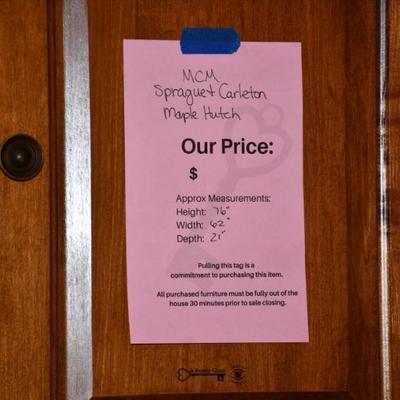 MCM
Sprague + Carleton
Maple Hutch
Our Price:
$
Approx Measurements:
Height: 76"
Width: 62"
Depth: 21"
Pulling this tag is a
commitment to purchasing this item.
All purchased furniture must be fully out of the
house 30 minutes prior to sale closing.